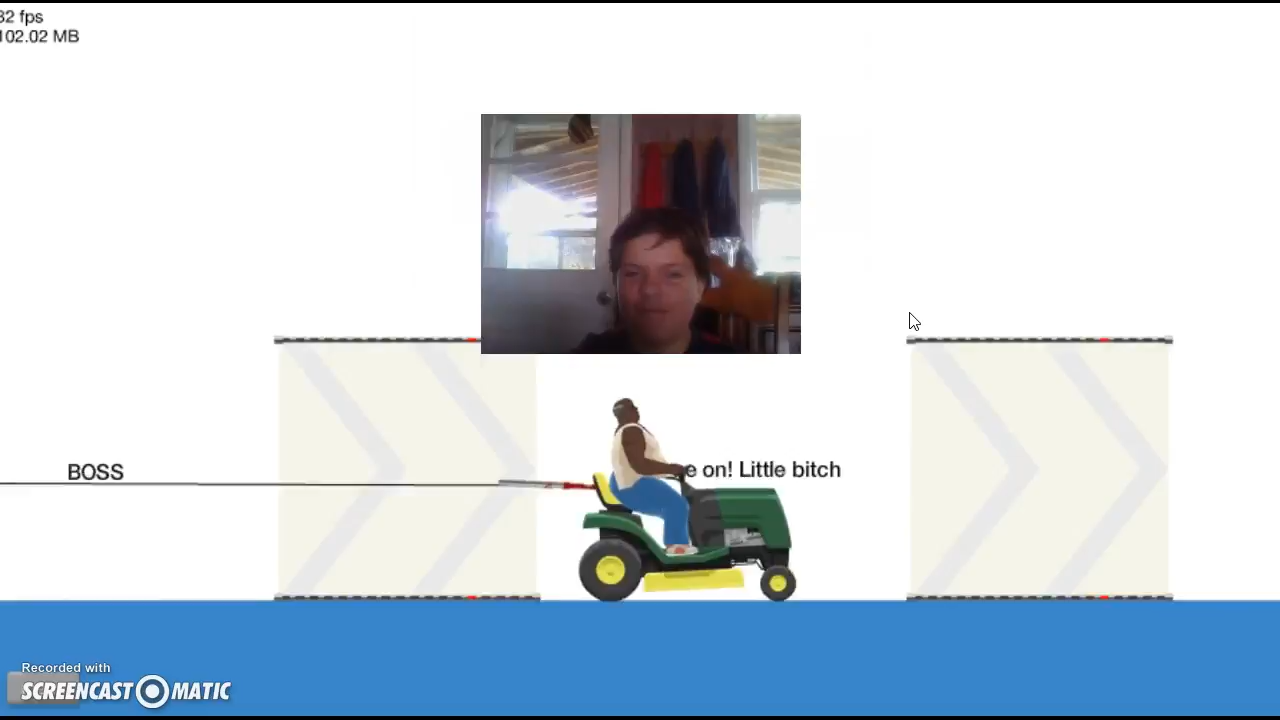 32 fps
102.02 MB
BOSS
e on! Little bitch
Recorded with
SCREENCAST MATIC